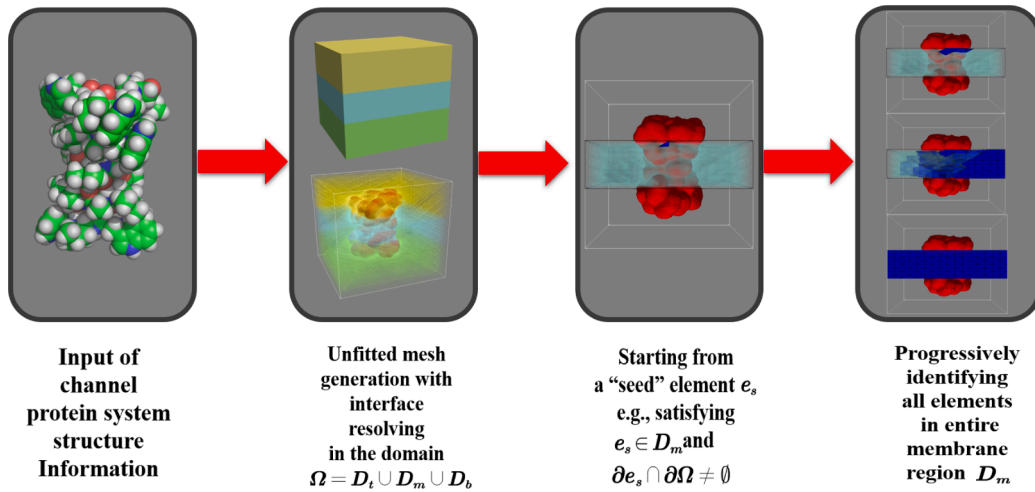 Input of
channel
protein system
structure
Information
Unfitted mesh
generation with
interface
resolving
in the domain
Ω = D_t ∪ D_m ∪ D_b
Starting from
a “seed” element e_s
e.g., satisfying
e_s ∈ D_m and
∂e_s ∩ ∂Ω ≠ ∅
Progressively
identifying
all elements
in entire
membrane
region D_m